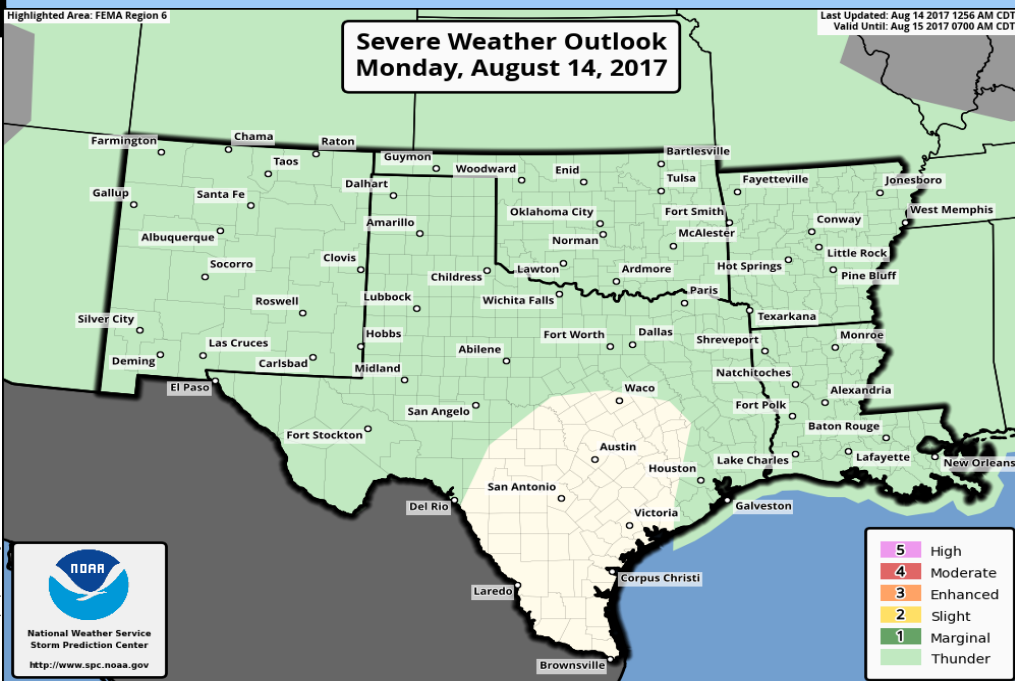 Highlighted Area: FEMA Region 6
Last Updated: Aug 14 2017 1256 AM CDT
Valid Until: Aug 15 2017 0700 AM CDT
Severe Weather Outlook
Monday, August 14, 2017
Farmington
Chama
Raton
Taos
Guymon
Woodward
Enid
Bartlesville
Tulsa
Fayetteville
Jonesboro
Gallup
Santa Fe
Dalhart
Albuquerque
Amarillo
Oklahoma City
Norman
Fort Smith
McAlester
Conway
West Memphis
Little Rock
Socorro
Clovis
Childress
Lawton
Ardmore
Hot Springs
Pine Bluff
Roswell
Lubbock
Wichita Falls
Paris
Texarkana
Silver City
Las Cruces
Hobbs
Fort Worth
Dallas
Shreveport
Monroe
Deming
Carlsbad
Midland
Abilene
Natchitoches
El Paso
Waco
Alexandria
San Angelo
Fort Polk
Fort Stockton
Baton Rouge
Austin
Houston
Lake Charles
Lafayette
New Orleans
San Antonio
Del Rio
Victoria
Galveston
Corpus Christi
Laredo
Brownsville
NOAA
National Weather Service
Storm Prediction Center
http://www.spc.noaa.gov
5 High
4 Moderate
3 Enhanced
2 Slight
1 Marginal
Thunder